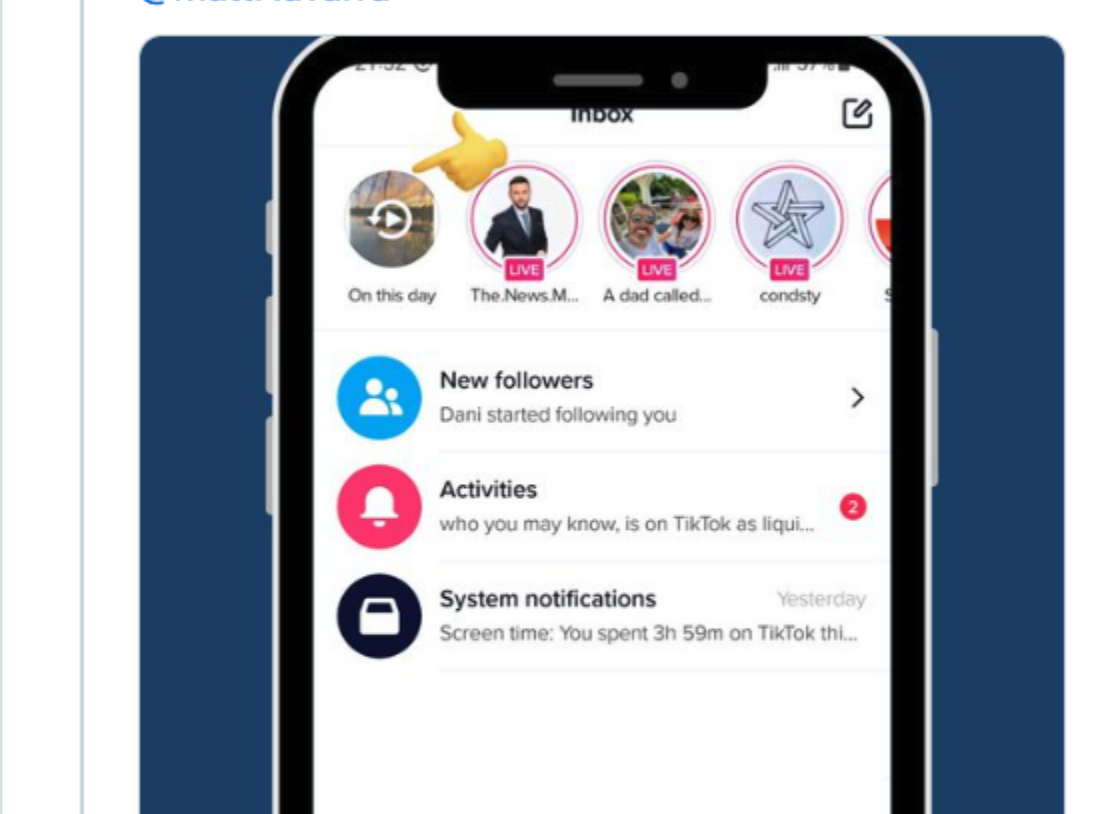 Inbox
On this day
The.News.M...
A dad called...
condsty
LIVE
LIVE
LIVE
New followers
Dani started following you
Activities
who you may know, is on TikTok as liqui...
2
System notifications
Yesterday
Screen time: You spent 3h 59m on TikTok thi...